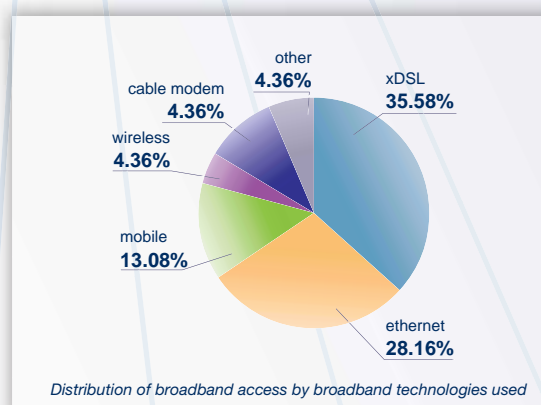 other
4.36%
xDSL
35.58%
cable modem
4.36%
wireless
4.36%
mobile
13.08%
ethernet
28.16%
Distribution of broadband access by broadband technologies used